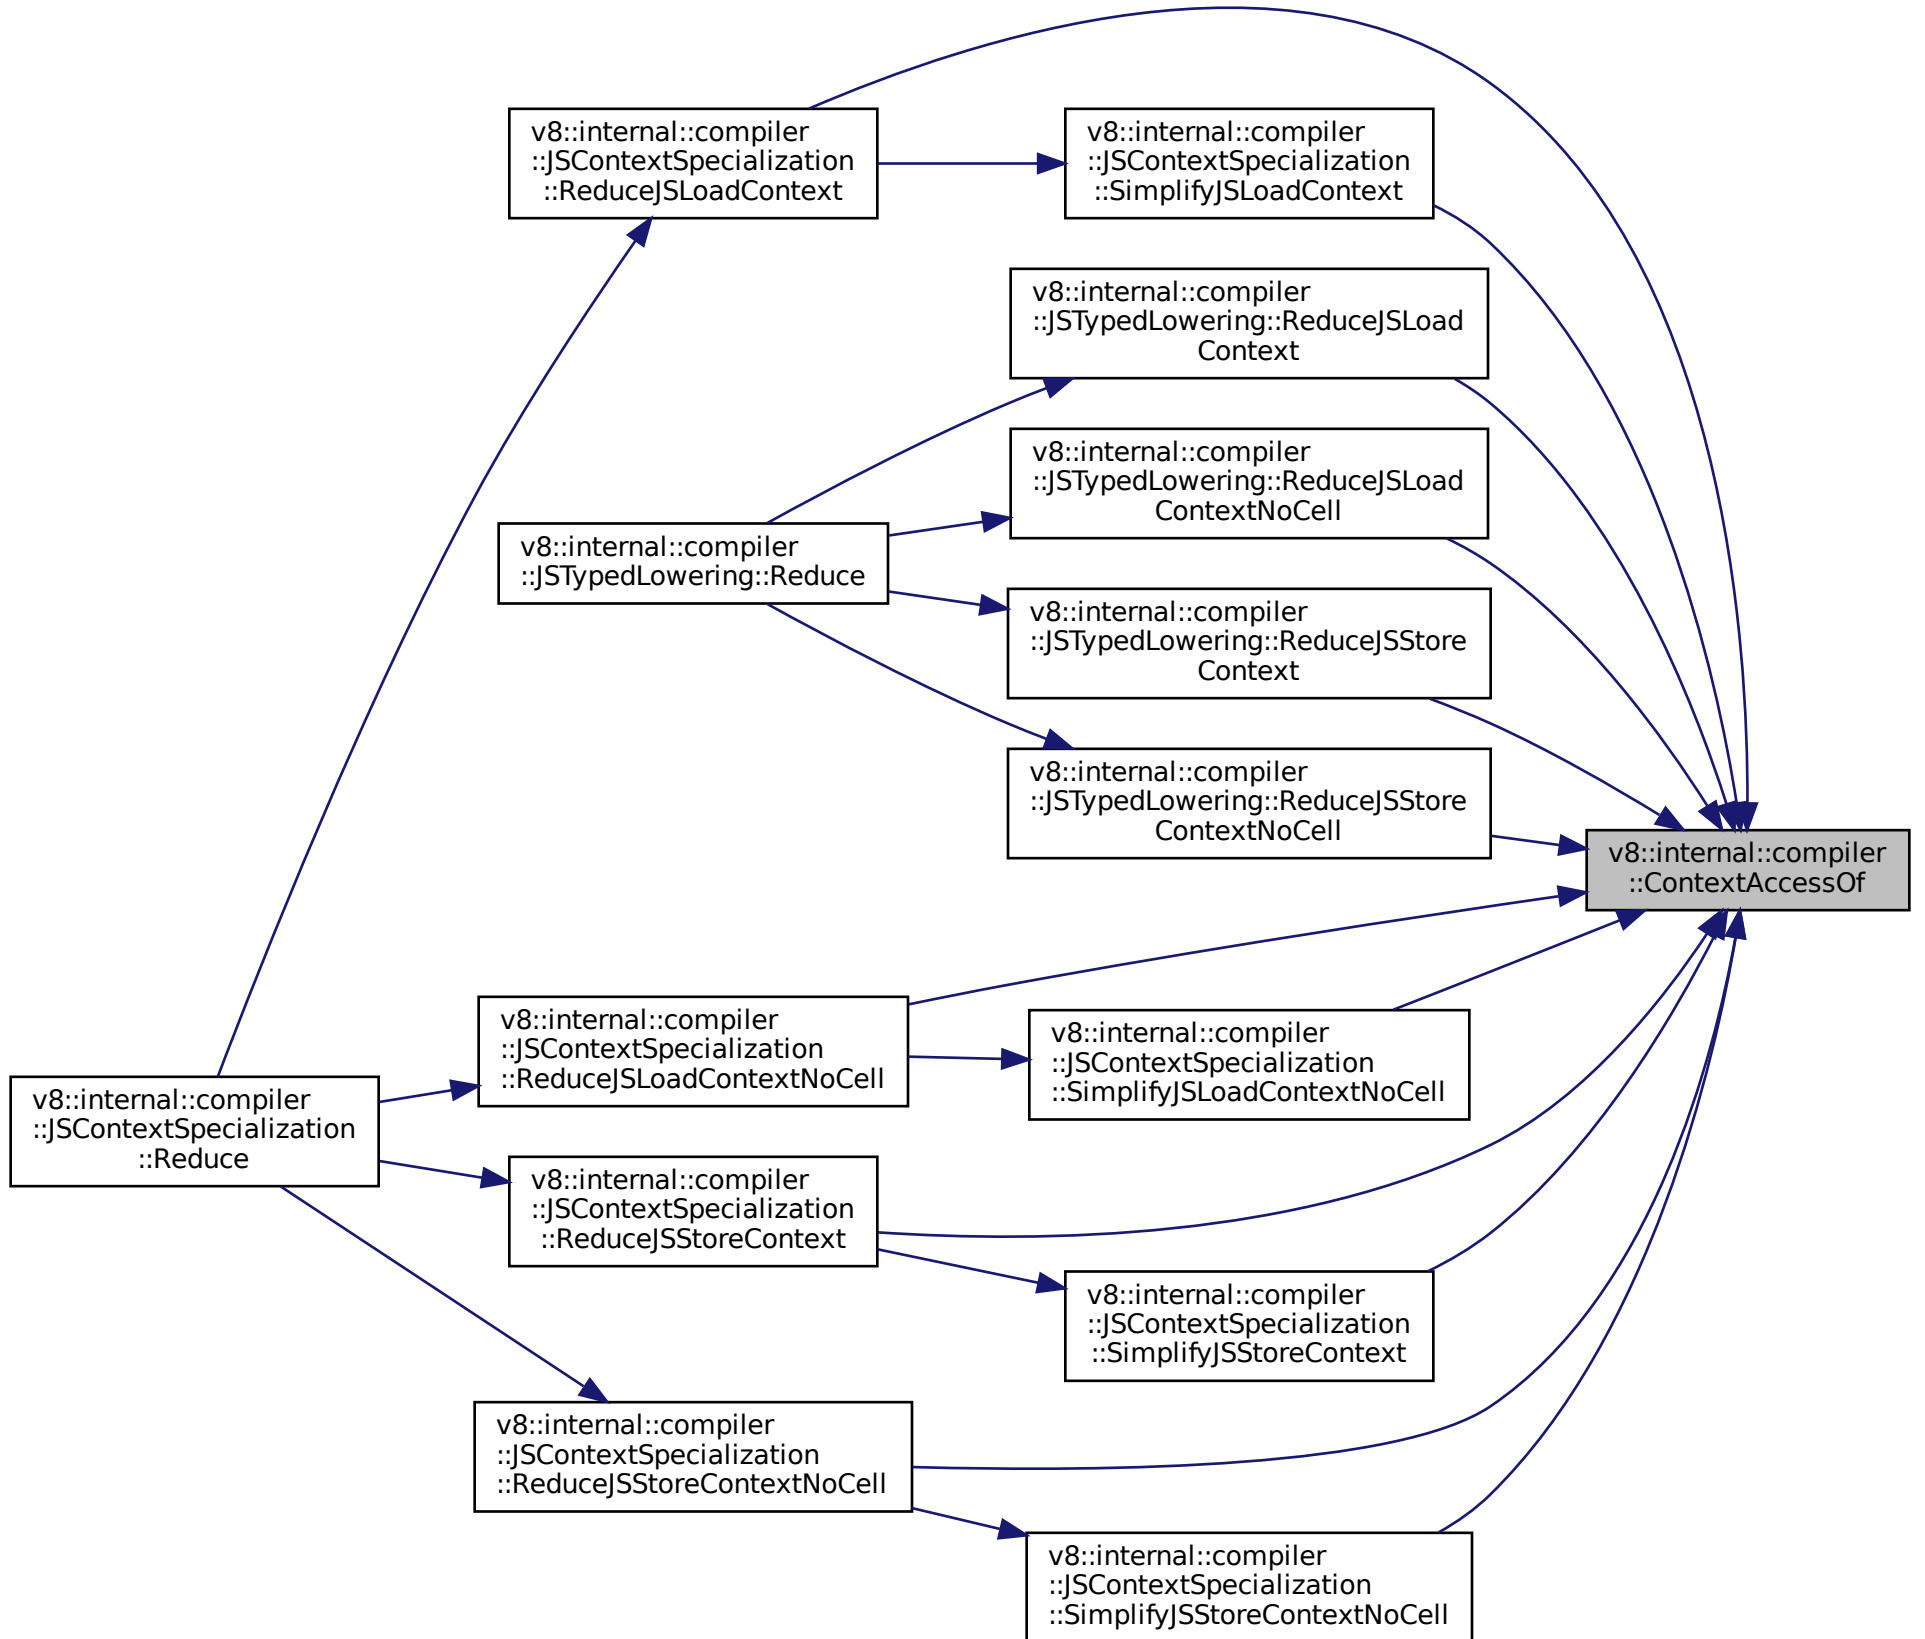 v8::internal::compiler
::JSContextSpecialization
::ReduceJSLoadContext
v8::internal::compiler
::JSContextSpecialization
::SimplifyJSLoadContext
v8::internal::compiler
::JSTypedLowering::ReduceJSLoad
Context
v8::internal::compiler
::JSTypedLowering::ReduceJSLoad
ContextNoCell
v8::internal::compiler
::JSTypedLowering::Reduce
v8::internal::compiler
::JSTypedLowering::ReduceJSStore
Context
v8::internal::compiler
::JSTypedLowering::ReduceJSStore
ContextNoCell
v8::internal::compiler
::ContextAccessOf
v8::internal::compiler
::JSContextSpecialization
::ReduceJSLoadContextNoCell
v8::internal::compiler
::JSContextSpecialization
::SimplifyJSLoadContextNoCell
v8::internal::compiler
::JSContextSpecialization
::Reduce
v8::internal::compiler
::JSContextSpecialization
::ReduceJSStoreContext
v8::internal::compiler
::JSContextSpecialization
::SimplifyJSStoreContext
v8::internal::compiler
::JSContextSpecialization
::ReduceJSStoreContextNoCell
v8::internal::compiler
::JSContextSpecialization
::SimplifyJSStoreContextNoCell